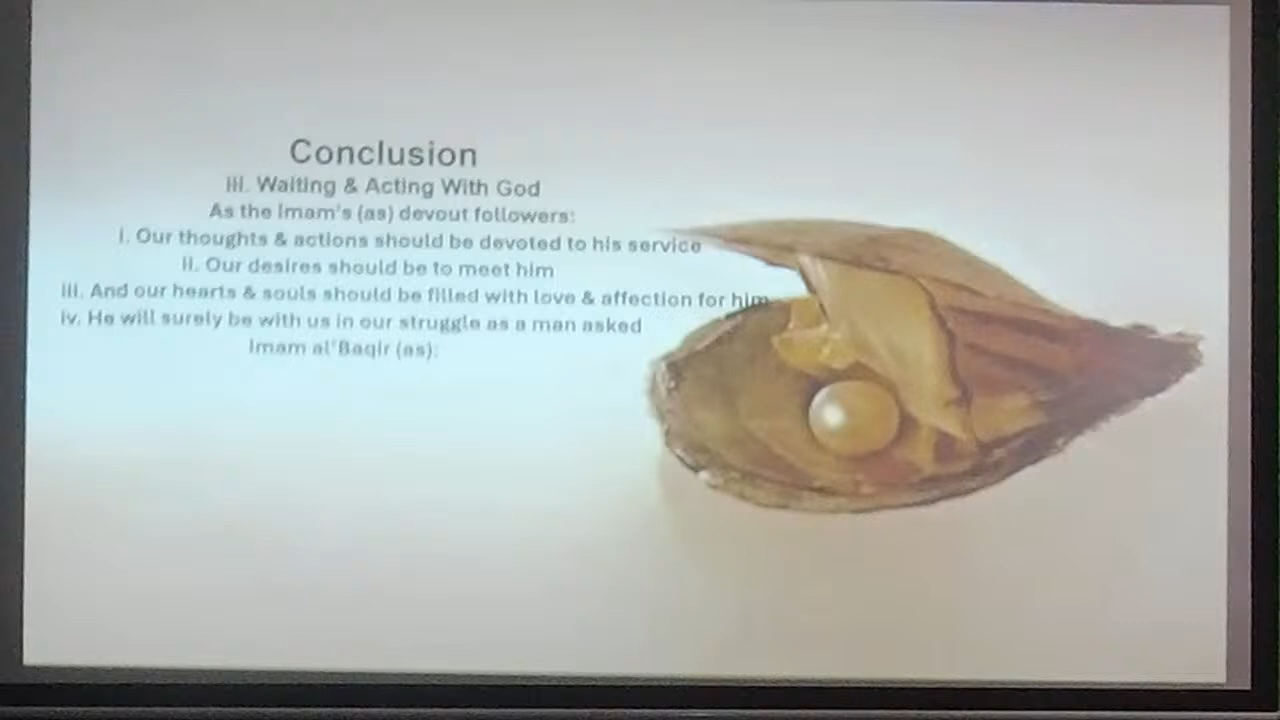 Conclusion
iii. Waiting & Acting With God
As the Imam's (as) devout followers:
i. Our thoughts & actions should be devoted to his service
ii. Our desires should be to meet him
iii. And our hearts & souls should be filled with love & affection for him
iv. He will surely be with us in our struggle as a man asked
Imam al'Baqir (as):